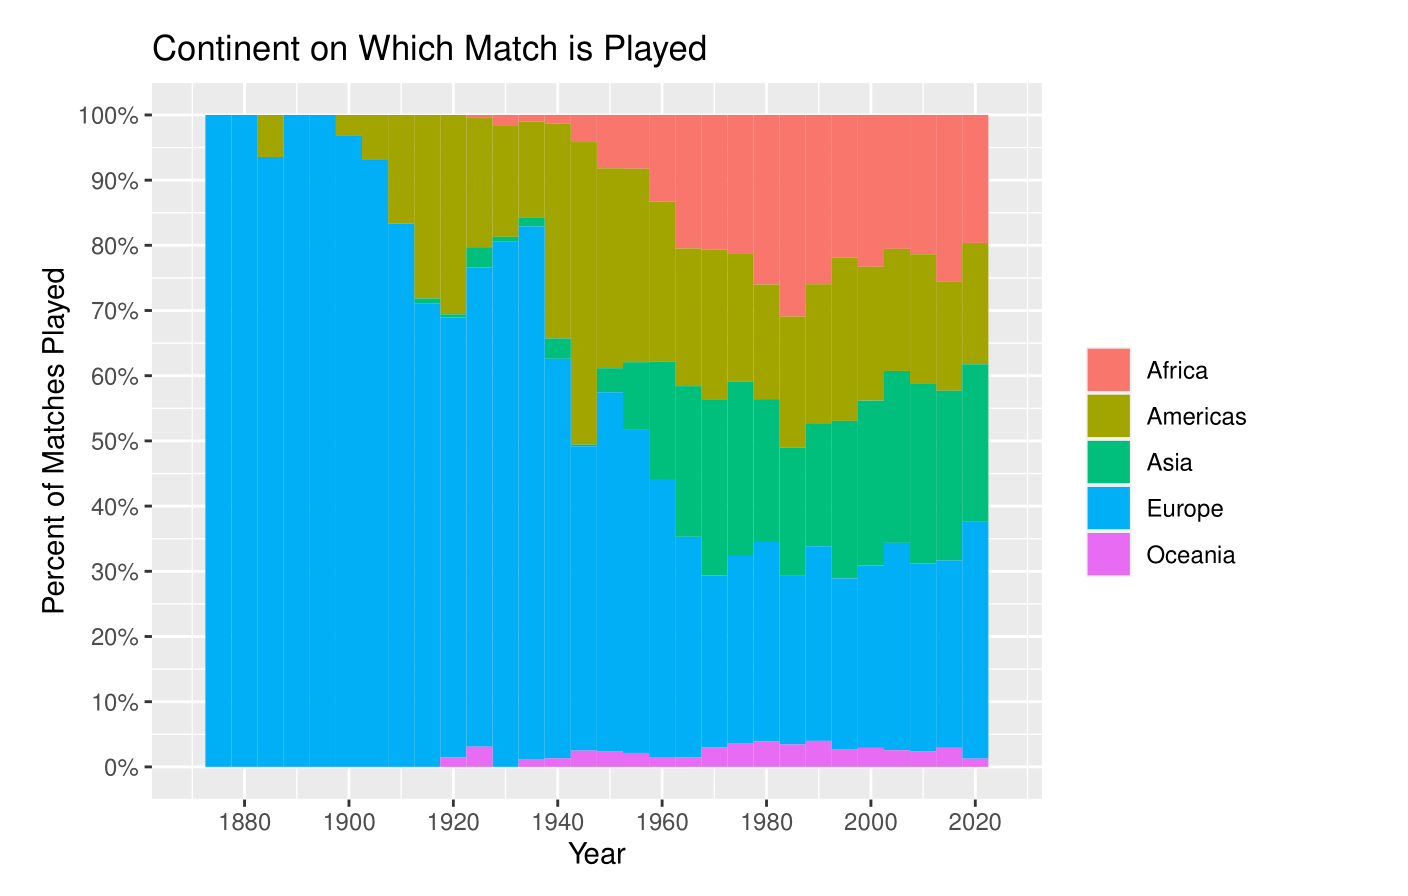 Continent on Which Match is Played
100%
90%
80%
70%
60%
50%
40%
30%
20%
10%
0%
Percent of Matches Played
1880 1900 1920 1940 1960 1980 2000 2020
Year
Africa
Americas
Asia
Europe
Oceania